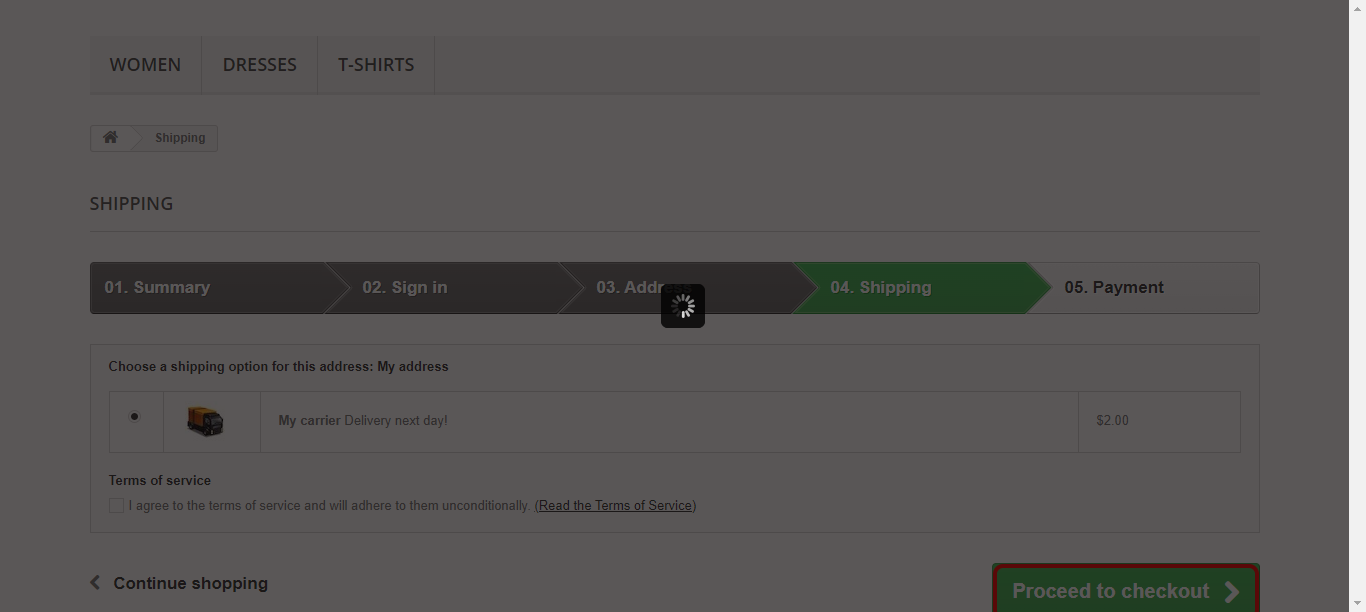 WOMEN DRESSES T-SHIRTS
Shipping
SHIPPING
01. Summary 02. Sign in 03. Address 04. Shipping 05. Payment
Choose a shipping option for this address: My address
My carrier Delivery next day! $2.00
Terms of service
I agree to the terms of service and will adhere to them unconditionally. (Read the Terms of Service)
Continue shopping Proceed to checkout